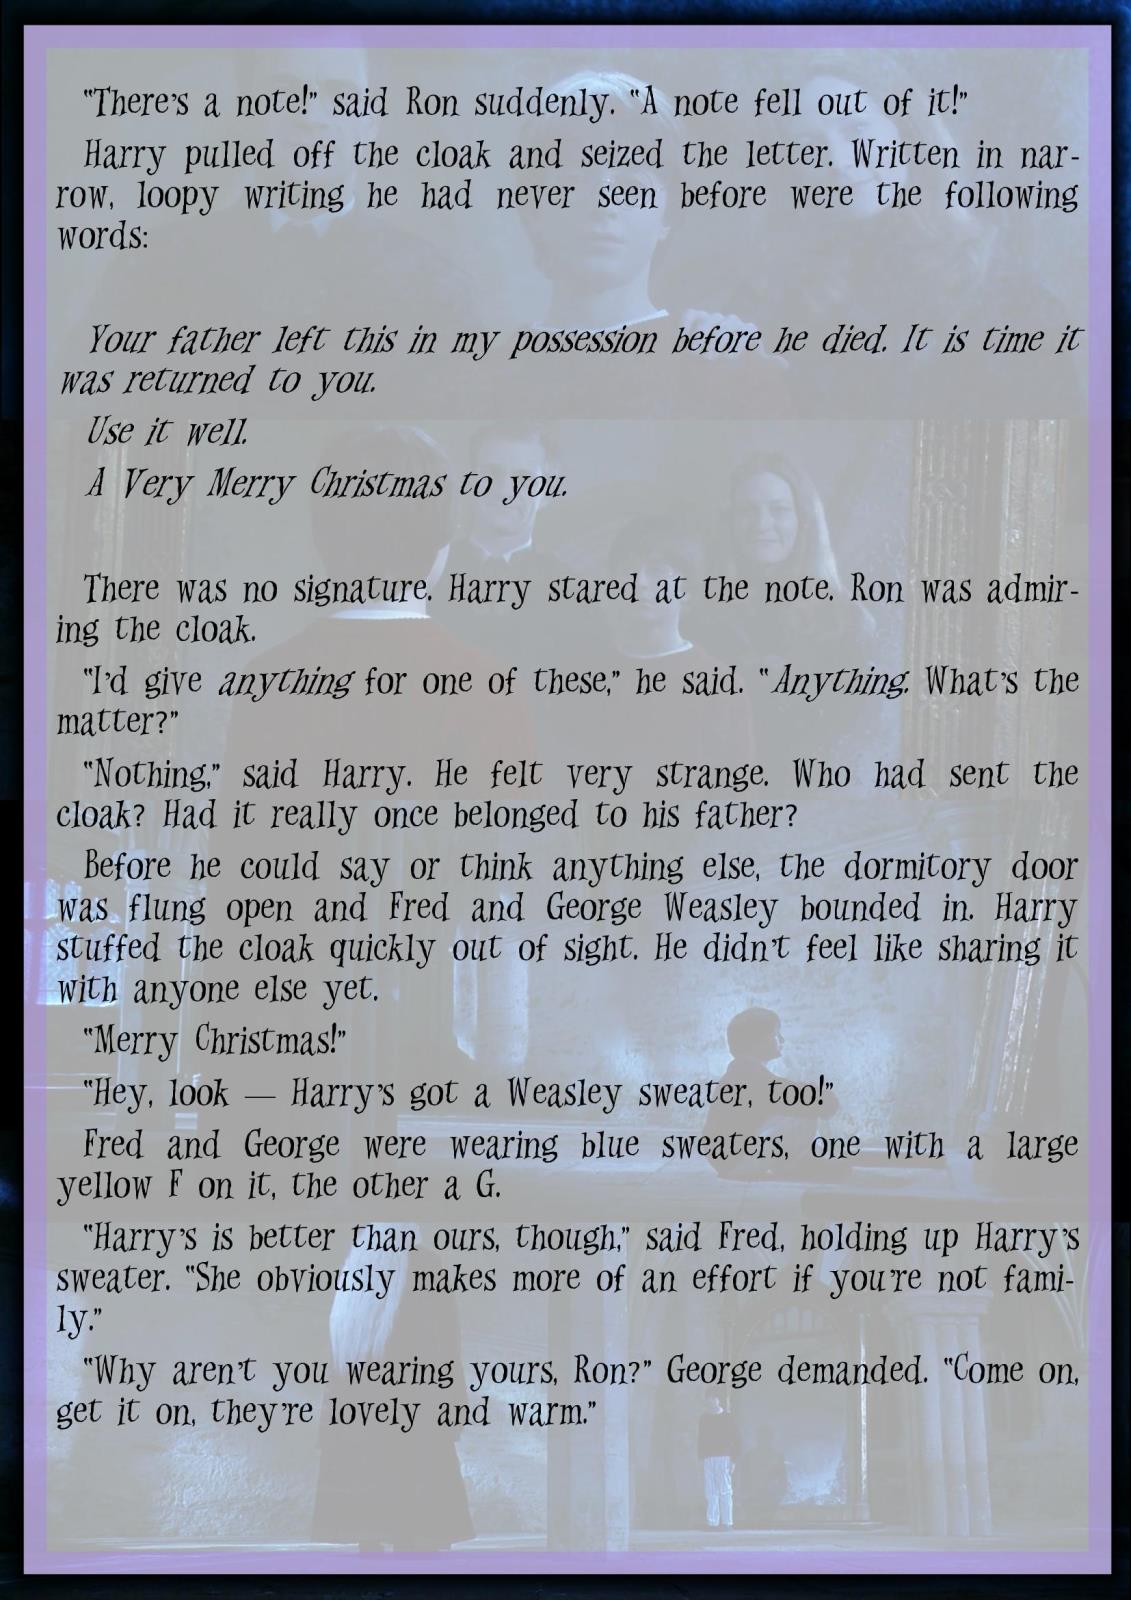 "There's a note!" said Ron suddenly. "A note fell out of it!"
Harry pulled off the cloak and seized the letter. Written in nar-
row, loopy writing he had never seen before were the following
words:
Your father left this in my possession before he died. It is time it
was returned to you.
Use it well.
A Very Merry Christmas to you.
There was no signature. Harry stared at the note. Ron was admir-
ing the cloak.
"I'd give anything for one of these," he said. "Anything. What's the
matter?"
"Nothing," said Harry. He felt very strange. Who had sent the
cloak? Had it really once belonged to his father?
Before he could say or think anything else, the dormitory door
was flung open and Fred and George Weasley bounded in. Harry
stuffed the cloak quickly out of sight. He didn't feel like sharing it
with anyone else yet.
"Merry Christmas!"
"Hey, look — Harry's got a Weasley sweater, too!"
Fred and George were wearing blue sweaters, one with a large
yellow F on it, the other a G.
"Harry's is better than ours, though," said Fred, holding up Harry's
sweater. "She obviously makes more of an effort if you're not fami-
ly."
"Why aren't you wearing yours, Ron?" George demanded. "Come on,
get it on, they're lovely and warm."